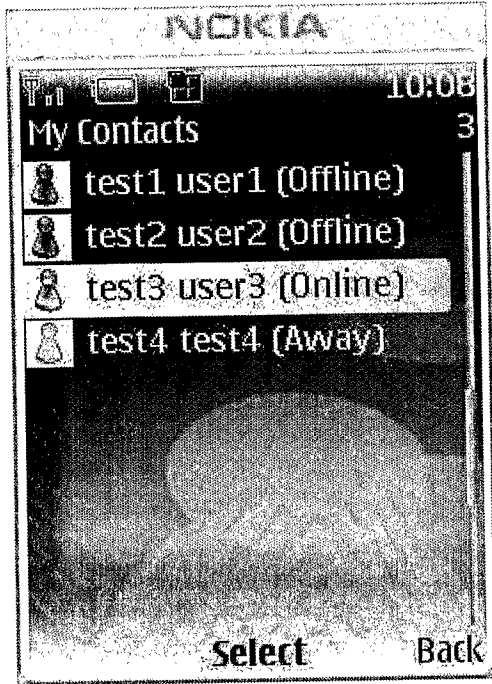 NOKIA
10:08
My Contacts 3
test1 user1 (Offline)
test2 user2 (Offline)
test3 user3 (Online)
test4 test4 (Away)
Select Back